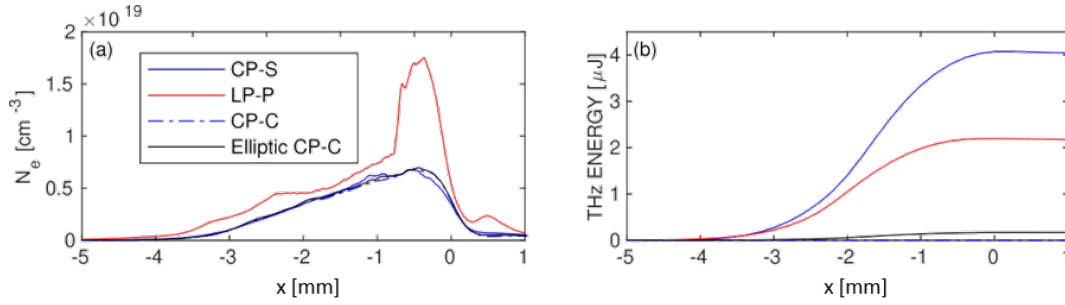 × 10^19
(a)
CP-S
LP-P
CP-C
Elliptic CP-C
N_e [cm^-3]
2
1.5
1
0.5
0
-5 -4 -3 -2 -1 0 1
x [mm]
(b)
THz ENERGY [μJ]
4
3
2
1
0
-5 -4 -3 -2 -1 0
x [mm]